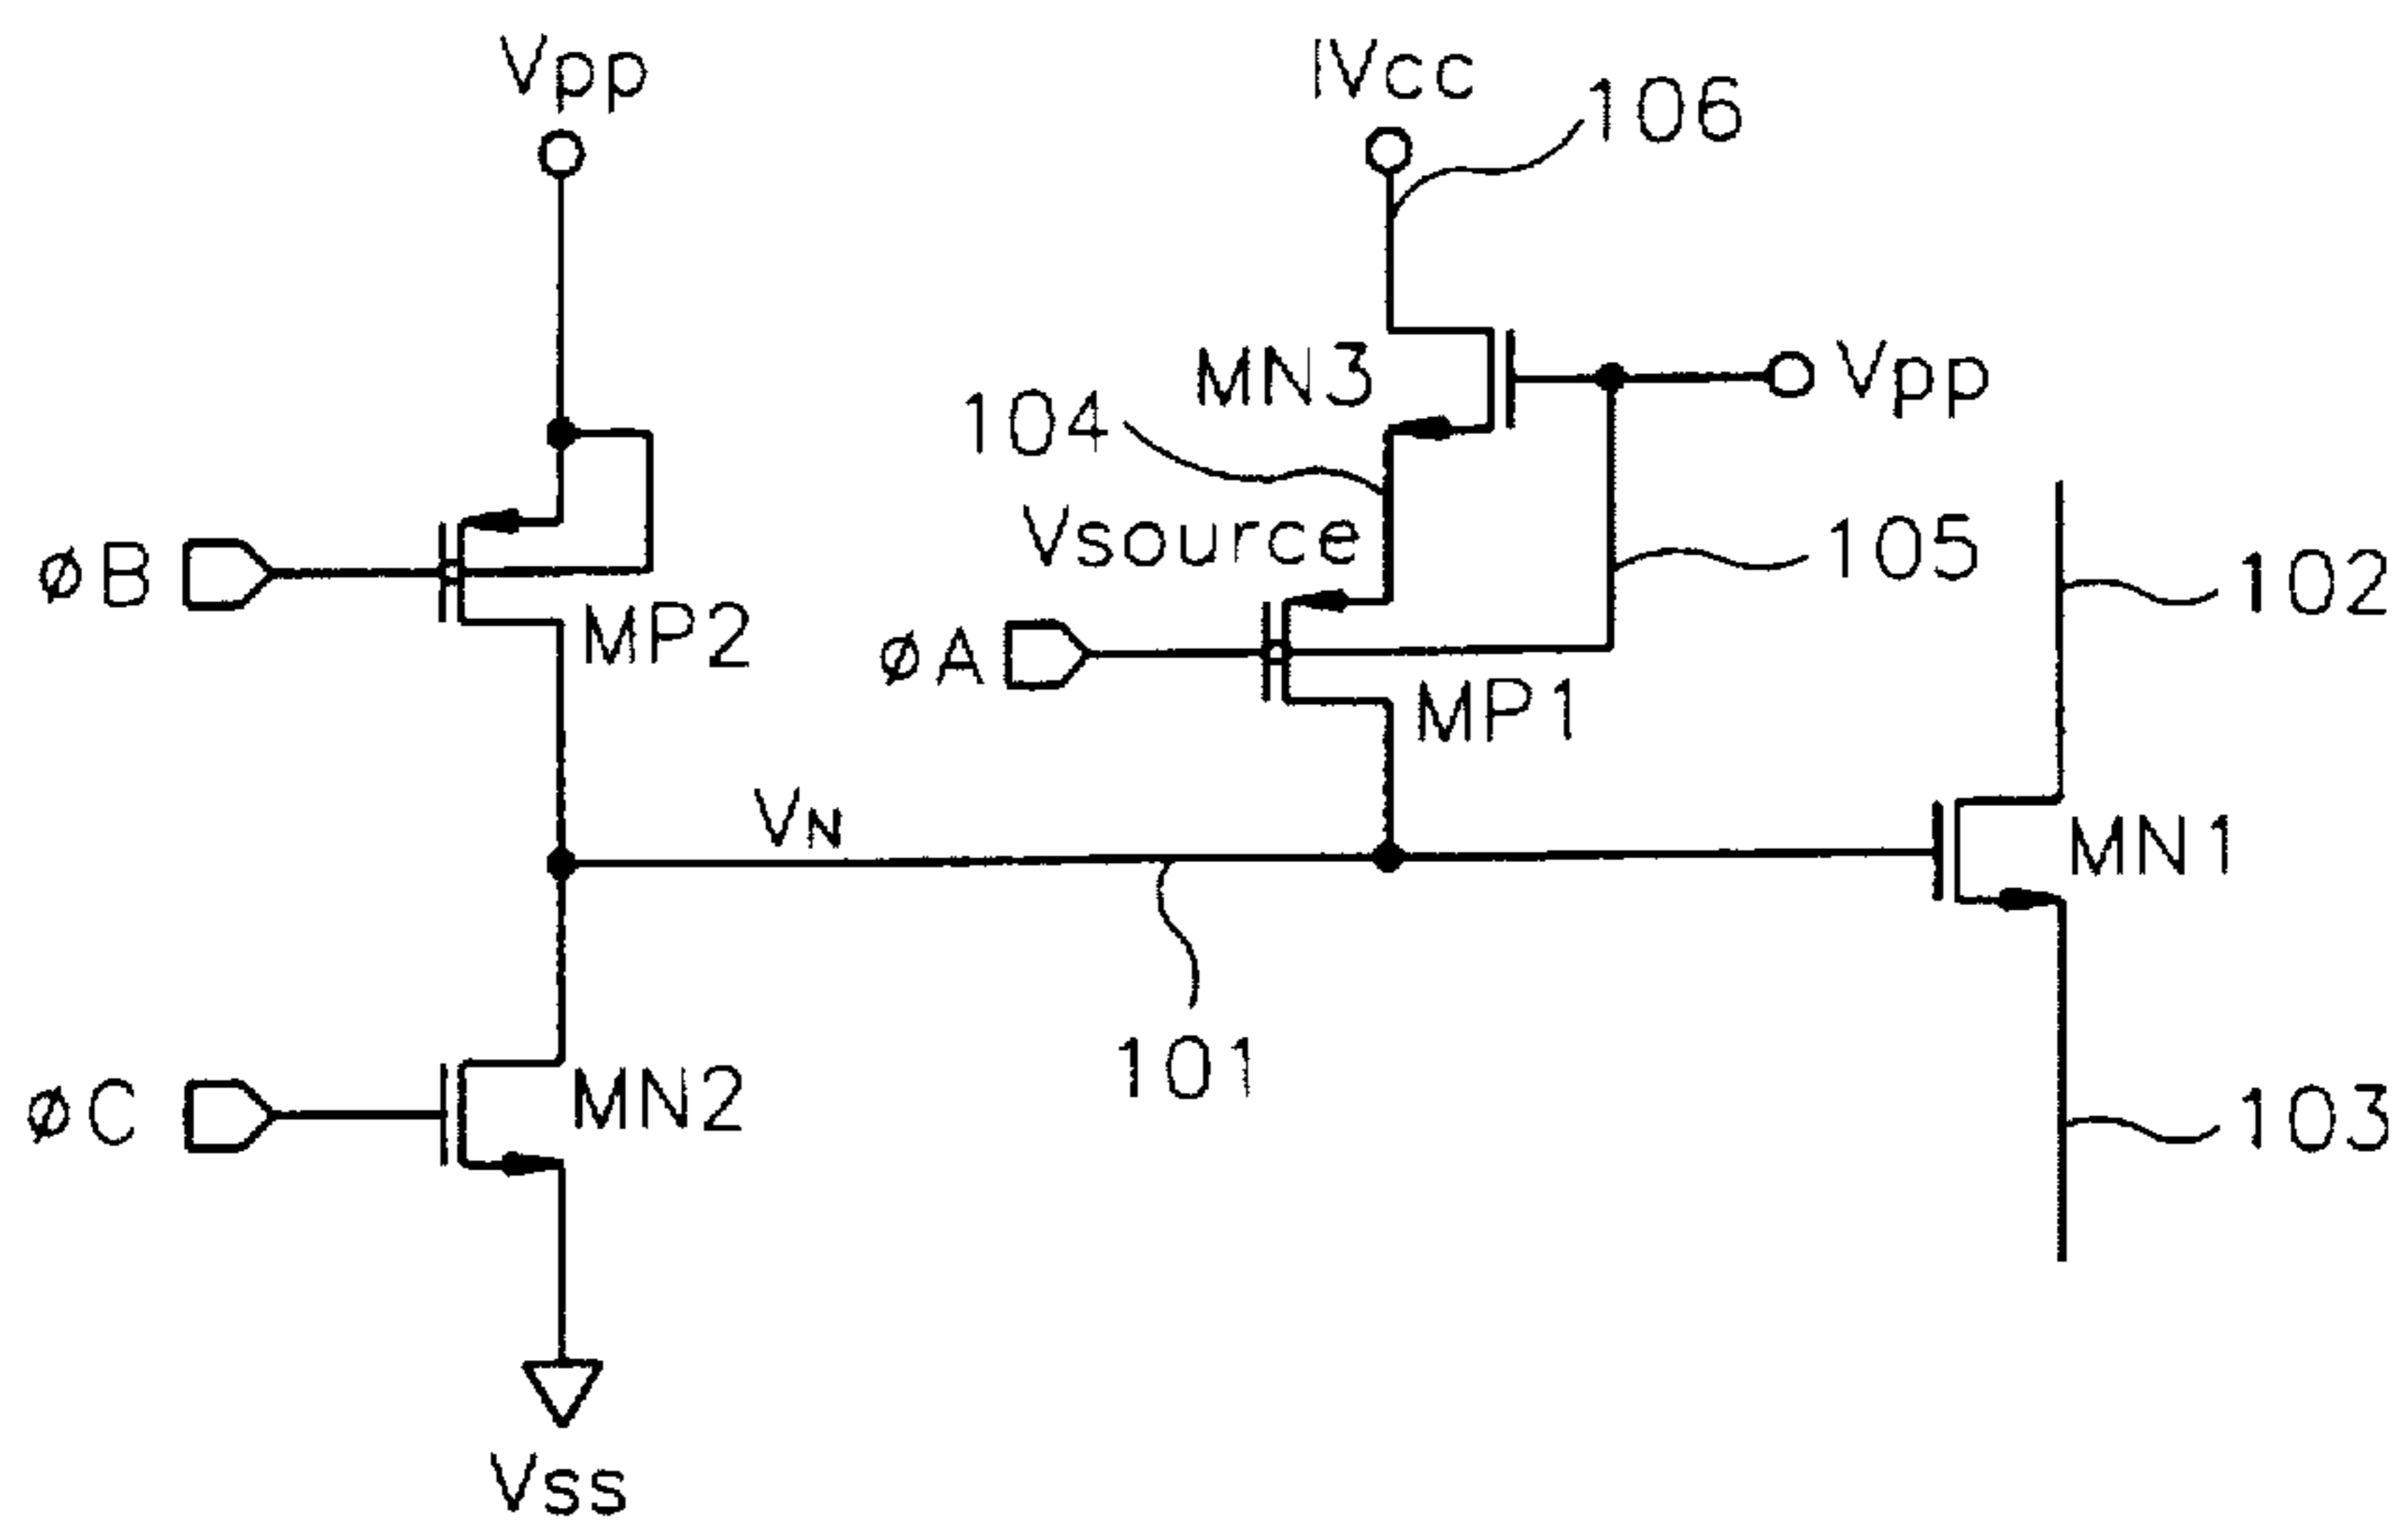 Vpp
IVcc
106
MN3
Vpp
104
Vsource
105
102
øB
MP2
øA
MP1
VN
MN1
101
øC
MN2
103
Vss